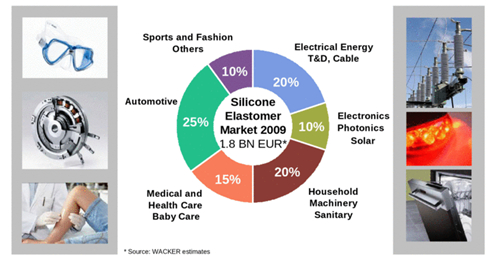 Sports and Fashion
Others
Electrical Energy
T&D, Cable
10%
20%
Automotive
25%
Silicone
Elastomer
Market 2009
1.8 BN EUR*
10%
Electronics
Photonics
Solar
15%
20%
Medical and
Health Care
Baby Care
Household
Machinery
Sanitary
* Source: WACKER estimates